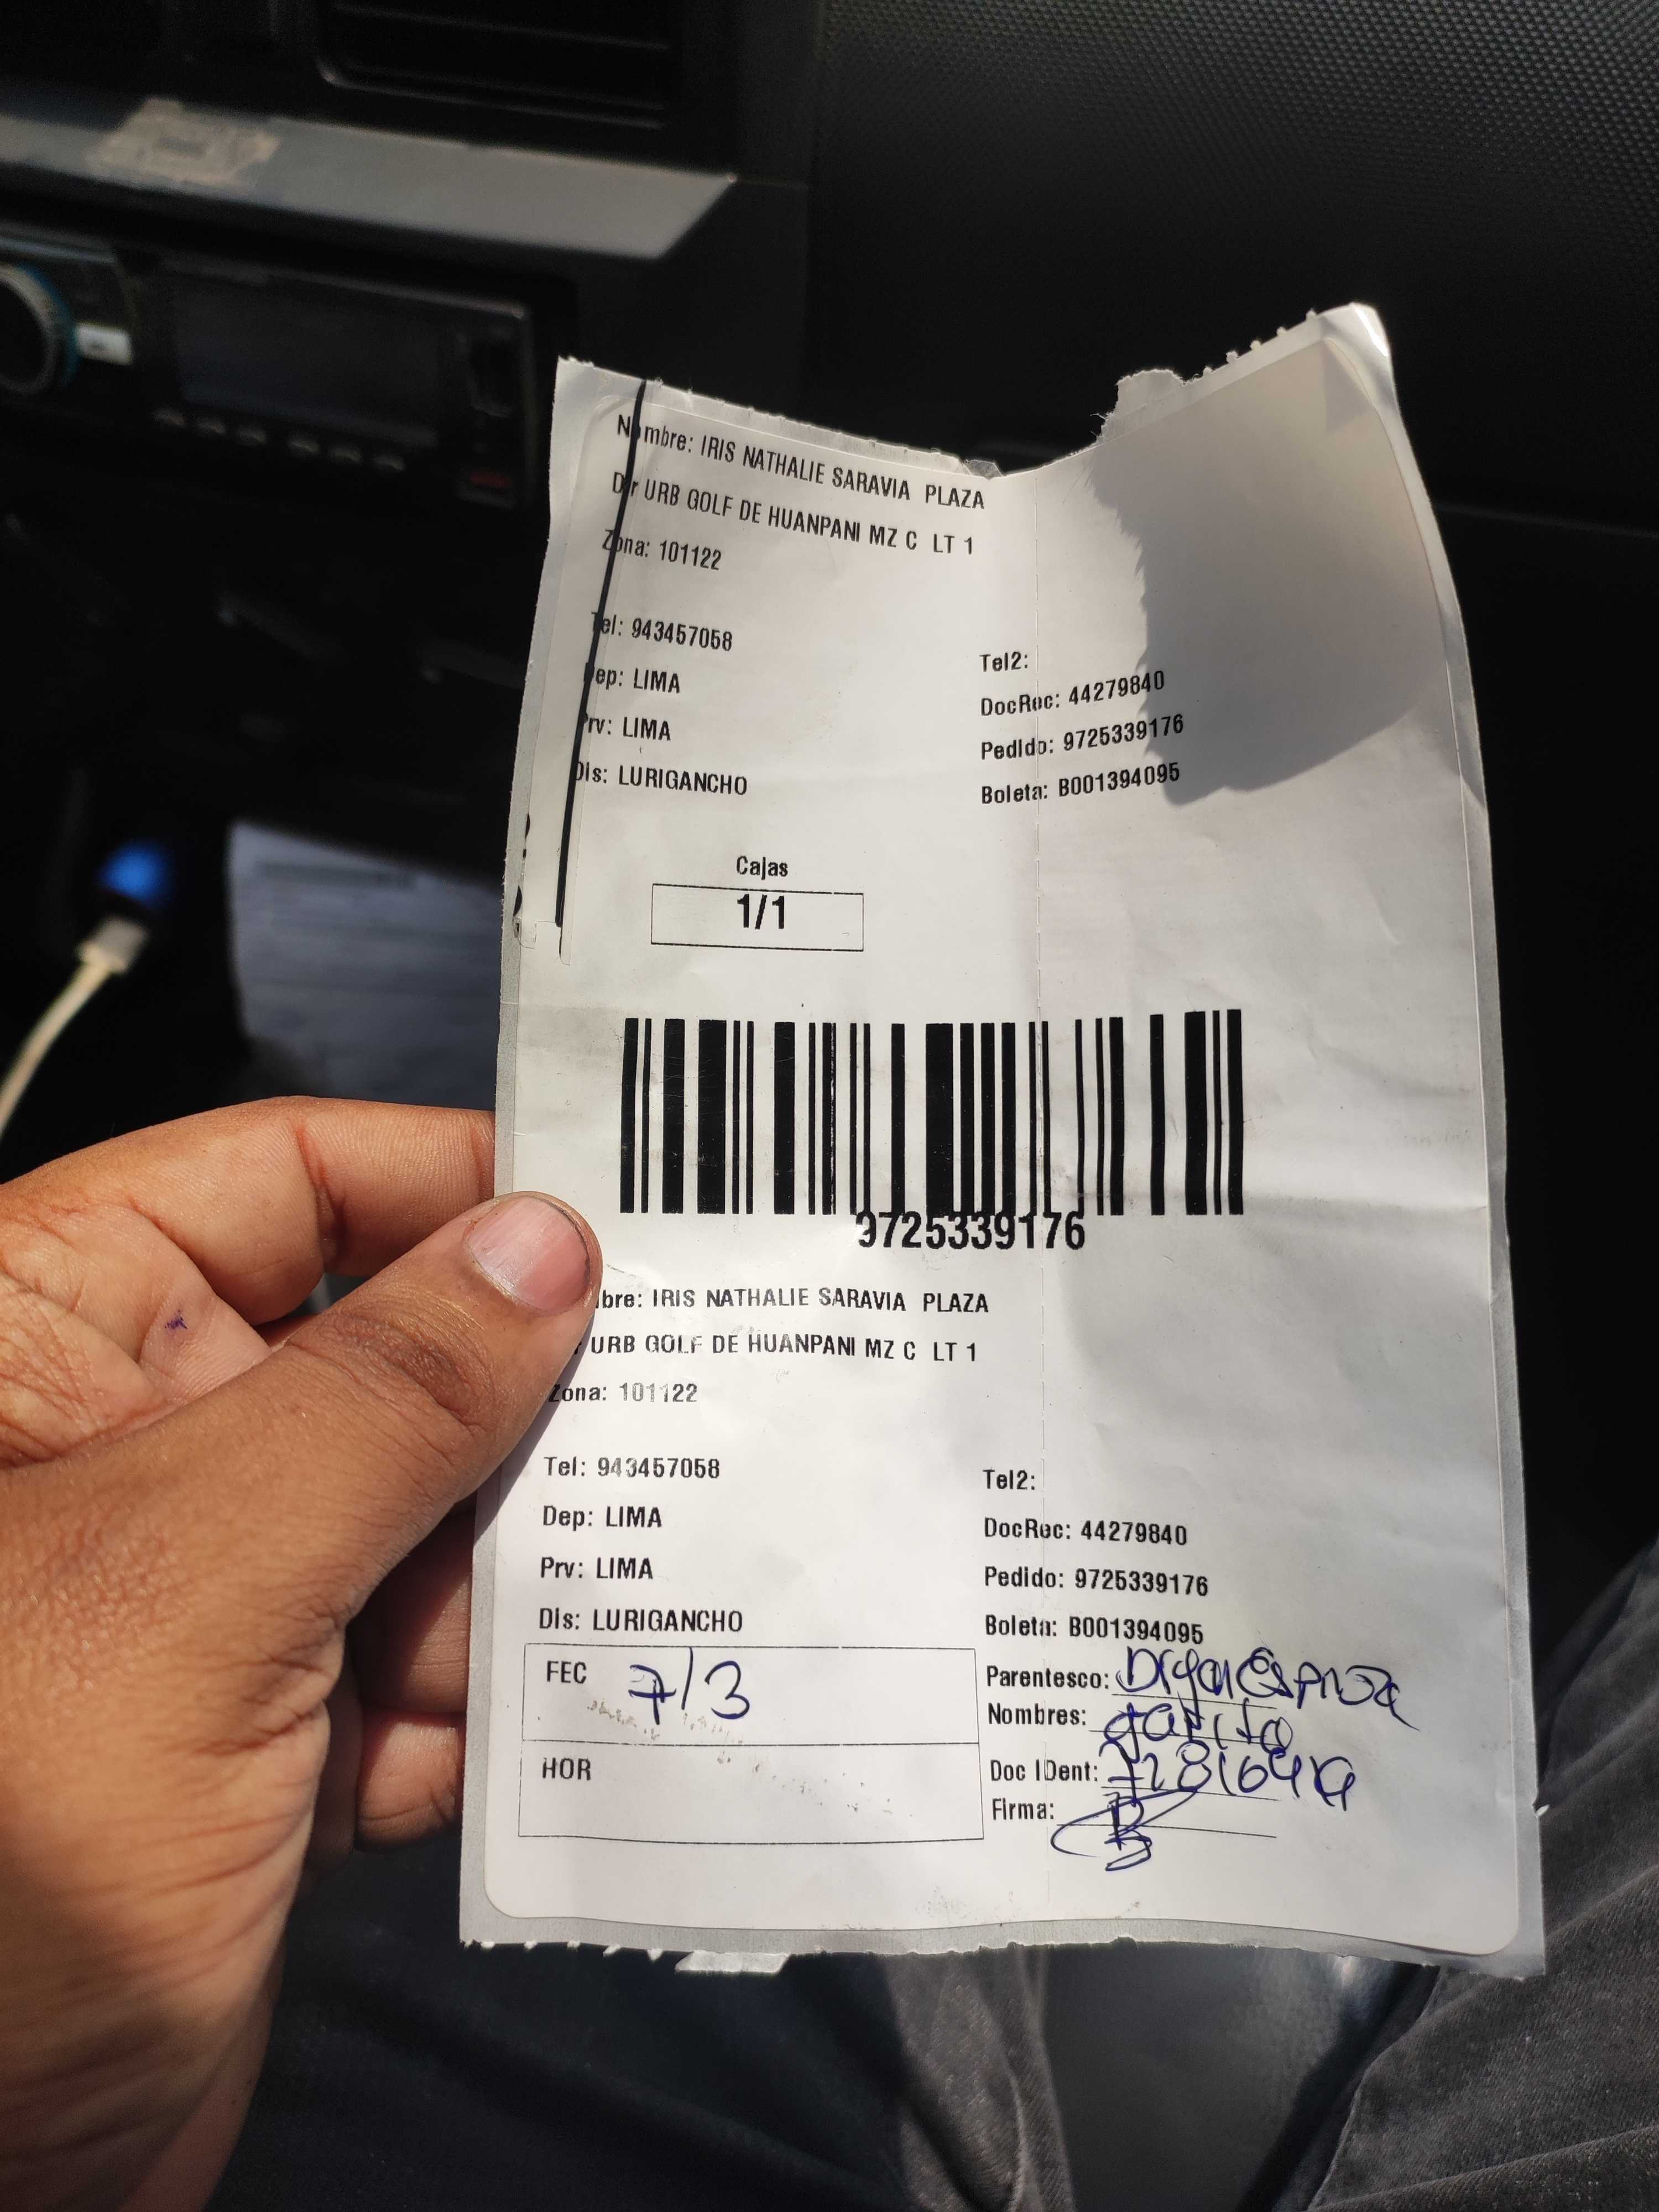 Nombre: IRIS NATHALIE SARAVIA PLAZA
Dir URB GOLF DE HUANPANI MZ C LT 1
Zona: 101122
Tel: 943457058
Tel2:
Dep: LIMA
DocRec: 44279840
Prv: LIMA
Pedido: 9725339176
Dis: LURIGANCHO
Boleta: B001394095
Cajas
1/1
9725339176
bre: IRIS NATHALIE SARAVIA PLAZA
r URB GOLF DE HUANPANI MZ C LT 1
Zona: 101122
Tel: 943457058
Tel2:
Dep: LIMA
DocRec: 44279840
Prv: LIMA
Pedido: 9725339176
Dis: LURIGANCHO
Boleta: B001394095
FEC 7/3
Parentesco:
Nombres:
HOR
Doc IDent:
Firma: